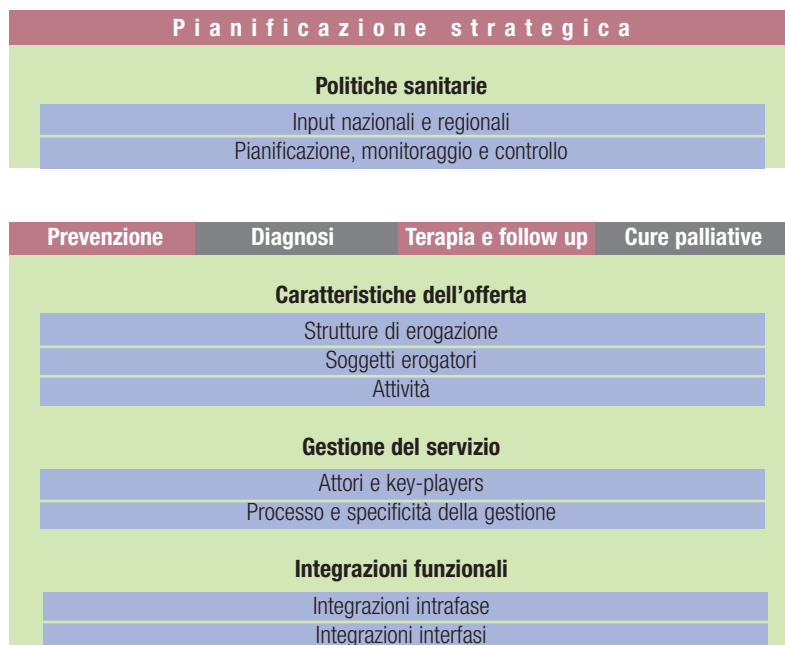 Pianificazione strategica
Politiche sanitarie
Input nazionali e regionali
Pianificazione, monitoraggio e controllo
Prevenzione Diagnosi Terapia e follow up Cure palliative
Caratteristiche dell’offerta
Strutture di erogazione
Soggetti erogatori
Attività
Gestione del servizio
Attori e key-players
Processo e specificità della gestione
Integrazioni funzionali
Integrazioni intrafase
Integrazioni interfasi